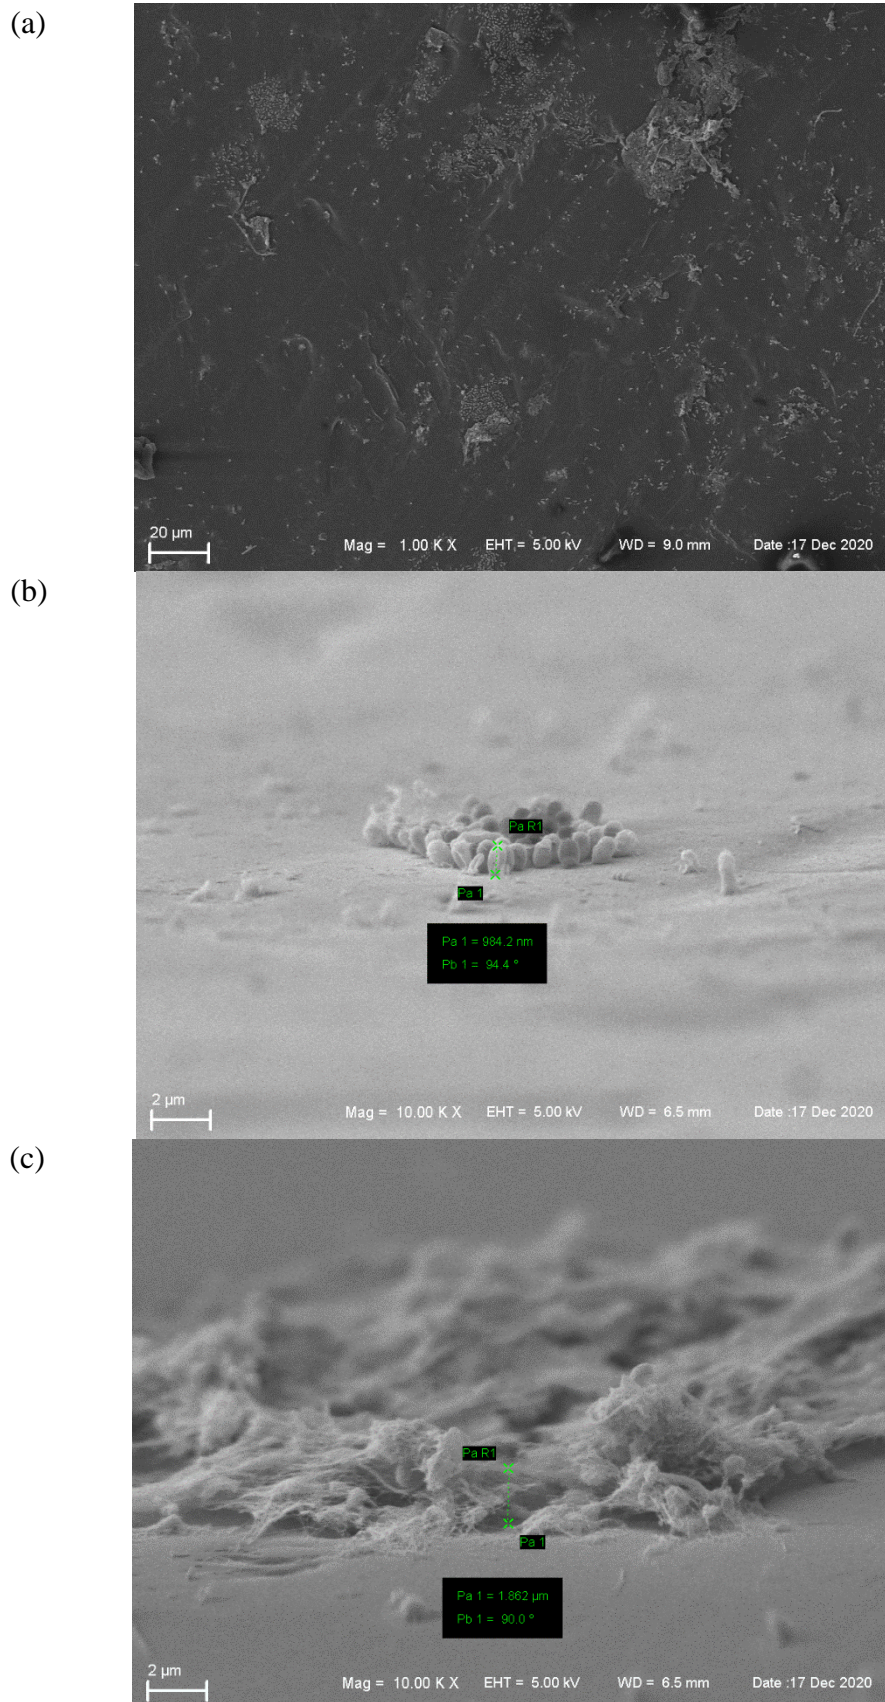 (a)
20 µm
Mag = 1.00 K X EHT = 5.00 kV WD = 9.0 mm Date :17 Dec 2020
(b)
Pa R1
Pa 1
Pa 1 = 984.2 nm
Pb 1 = 94.4 °
2 µm
Mag = 10.00 K X EHT = 5.00 kV WD = 6.5 mm Date :17 Dec 2020
(c)
Pa R1
Pa 1
Pa 1 = 1.862 µm
Pb 1 = 90.0 °
2 µm
Mag = 10.00 K X EHT = 5.00 kV WD = 6.5 mm Date :17 Dec 2020